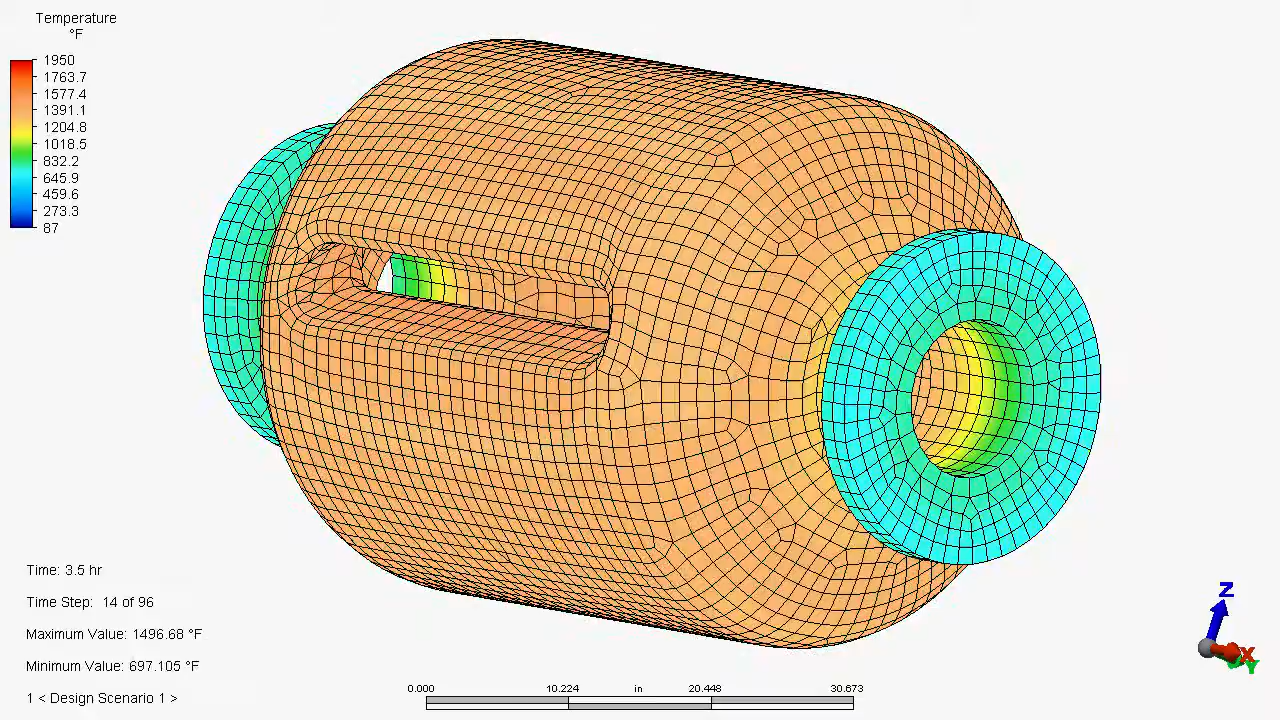 Temperature
°F
1950
1763.7
1577.4
1391.1
1204.8
1018.5
832.2
645.9
459.6
273.3
87
Time: 3.5 hr
Time Step: 14 of 96
Maximum Value: 1496.68 °F
Minimum Value: 697.105 °F
1 < Design Scenario 1 >
0.000 10.224 in 20.448 30.673
Z
X
Y